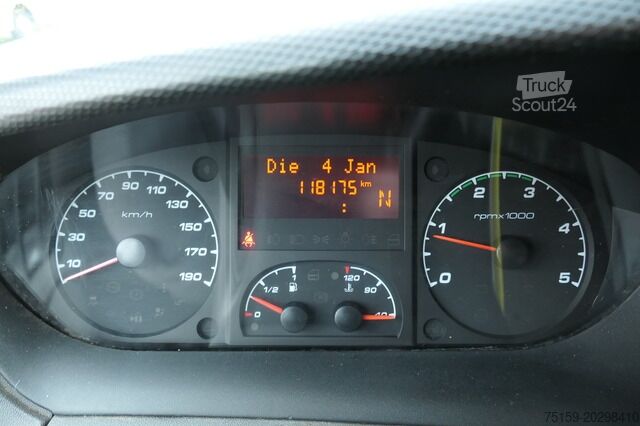 Truck
Scout24
Die 4 Jan
118175 km
: N
10 30 50 70 90 110 130 150 170 190
km/h
0 1/2 1
120 90 40
0 1 2 3 4 5
rpmx1000
75159-20298410